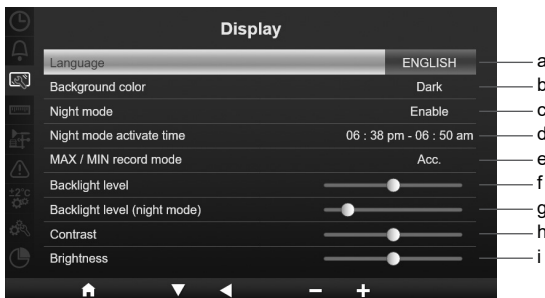 Display
Language ENGLISH a
Background color Dark b
Night mode Enable c
Night mode activate time 06 : 38 pm - 06 : 50 am d
MAX / MIN record mode Acc. e
Backlight level f
Backlight level (night mode) g
Contrast h
Brightness i
±2°C